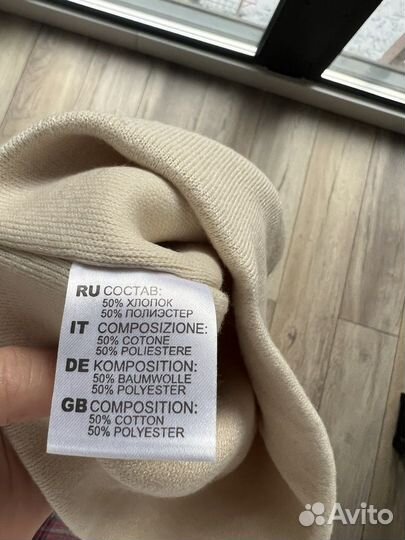 RU СОСТАВ:
50% ХЛОПОК
50% ПОЛИЭСТЕР
IT COMPOSIZIONE:
50% COTONE
50% POLIESTERE
DE KOMPOSITION:
50% BAUMWOLLE
50% POLYESTER
GB COMPOSITION:
50% COTTON
50% POLYESTER
Avito